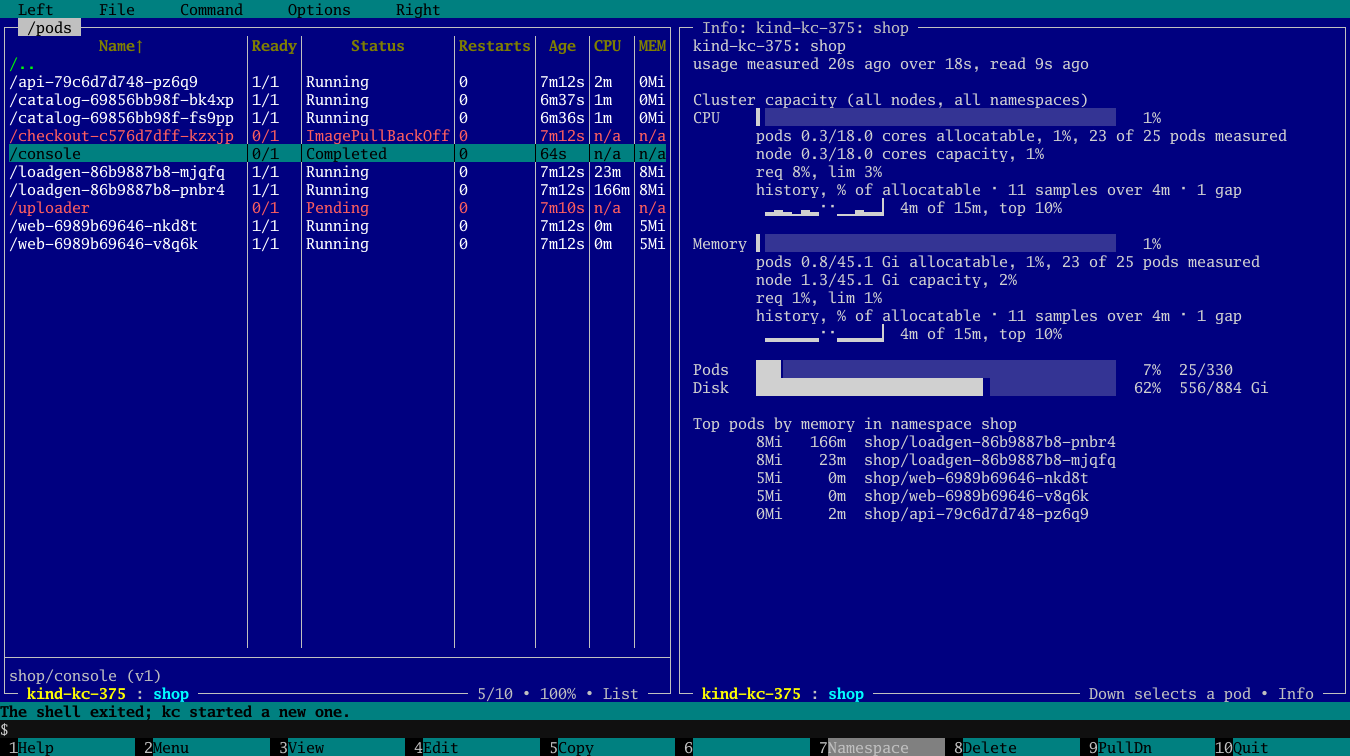 Left File Command Options Right
/pods
Name↑ Ready Status Restarts Age CPU MEM
/..
/api-79c6d7d748-pz6q9 1/1 Running 0 7m12s 2m 0Mi
/catalog-69856bb98f-bk4xp 1/1 Running 0 6m37s 1m 0Mi
/catalog-69856bb98f-fs9pp 1/1 Running 0 6m36s 1m 0Mi
/checkout-c576d7dff-kzxjp 0/1 ImagePullBackOff 0 7m12s n/a n/a
/console 0/1 Completed 0 64s n/a n/a
/loadgen-86b9887b8-mjqfq 1/1 Running 0 7m12s 23m 8Mi
/loadgen-86b9887b8-pnbr4 1/1 Running 0 7m12s 166m 8Mi
/uploader 0/1 Pending 0 7m10s n/a n/a
/web-6989b69646-nkd8t 1/1 Running 0 7m12s 0m 5Mi
/web-6989b69646-v8q6k 1/1 Running 0 7m12s 0m 5Mi
shop/console (v1)
kind-kc-375 : shop 5/10 • 100% • List
Info: kind-kc-375: shop
kind-kc-375: shop
usage measured 20s ago over 18s, read 9s ago
Cluster capacity (all nodes, all namespaces)
CPU 1%
pods 0.3/18.0 cores allocatable, 1%, 23 of 25 pods measured
node 0.3/18.0 cores capacity, 1%
req 8%, lim 3%
history, % of allocatable · 11 samples over 4m · 1 gap
4m of 15m, top 10%
Memory 1%
pods 0.8/45.1 Gi allocatable, 1%, 23 of 25 pods measured
node 1.3/45.1 Gi capacity, 2%
req 1%, lim 1%
history, % of allocatable · 11 samples over 4m · 1 gap
4m of 15m, top 10%
Pods 7% 25/330
Disk 62% 556/884 Gi
Top pods by memory in namespace shop
8Mi 166m shop/loadgen-86b9887b8-pnbr4
8Mi 23m shop/loadgen-86b9887b8-mjqfq
5Mi 0m shop/web-6989b69646-nkd8t
5Mi 0m shop/web-6989b69646-v8q6k
0Mi 2m shop/api-79c6d7d748-pz6q9
kind-kc-375 : shop Down selects a pod • Info
The shell exited; kc started a new one.
$
1Help 2Menu 3View 4Edit 5Copy 6 7Namespace 8Delete 9PullDn 10Quit